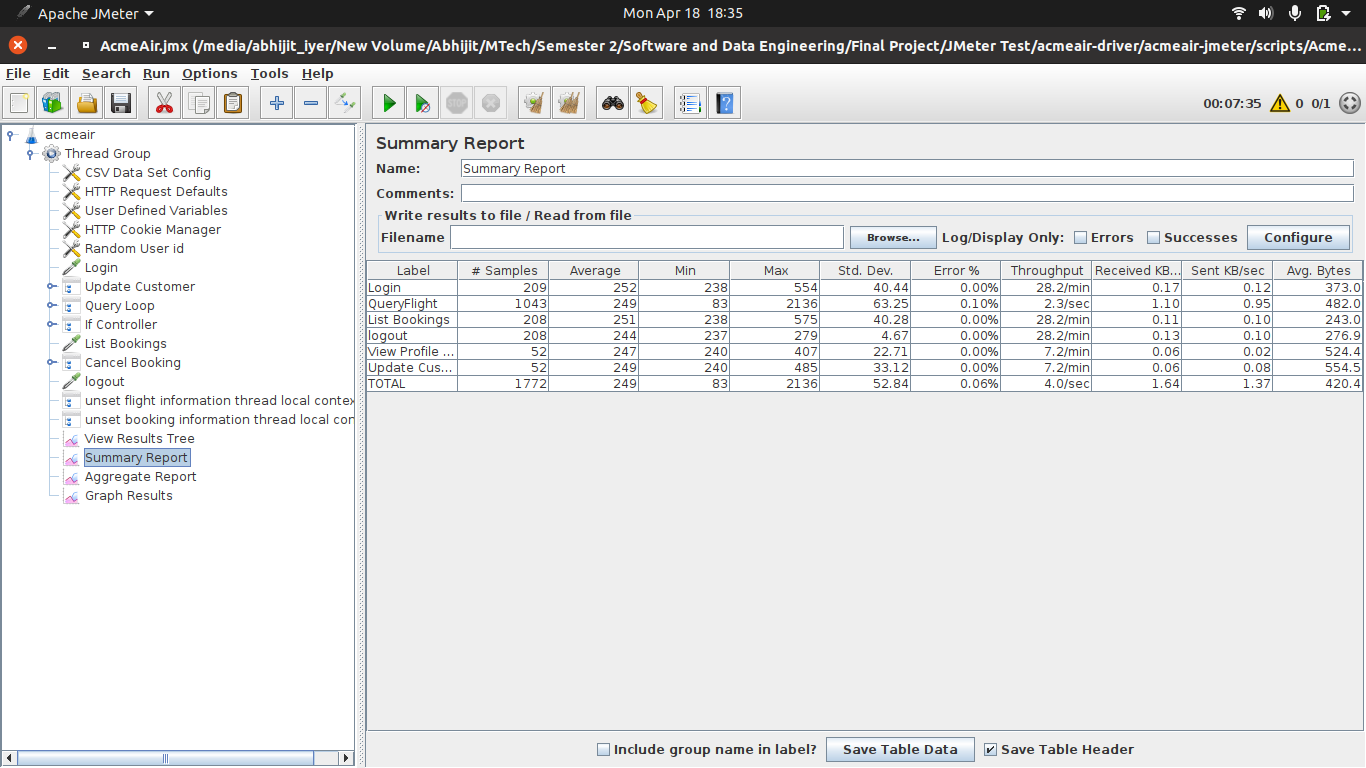 Apache JMeter
Mon Apr 18 18:35
AcmeAir.jmx (/media/abhijit_iyer/New Volume/Abhijit/MTech/Semester 2/Software and Data Engineering/Final Project/JMeter Test/acmeair-driver/acmeair-jmeter/scripts/Acme...
File Edit Search Run Options Tools Help
STOP
00:07:35 0 0/1
acmeair
Thread Group
CSV Data Set Config
HTTP Request Defaults
User Defined Variables
HTTP Cookie Manager
Random User id
Login
Update Customer
Query Loop
If Controller
List Bookings
Cancel Booking
logout
unset flight information thread local contex
unset booking information thread local con
View Results Tree
Summary Report
Aggregate Report
Graph Results
Summary Report
Name: Summary Report
Comments:
Write results to file / Read from file
Filename Browse... Log/Display Only: Errors Successes Configure
Label # Samples Average Min Max Std. Dev. Error % Throughput Received KB... Sent KB/sec Avg. Bytes
Login 209 252 238 554 40.44 0.00% 28.2/min 0.17 0.12 373.0
QueryFlight 1043 249 83 2136 63.25 0.10% 2.3/sec 1.10 0.95 482.0
List Bookings 208 251 238 575 40.28 0.00% 28.2/min 0.11 0.10 243.0
logout 208 244 237 279 4.67 0.00% 28.2/min 0.13 0.10 276.9
View Profile ... 52 247 240 407 22.71 0.00% 7.2/min 0.06 0.02 524.4
Update Cus... 52 249 240 485 33.12 0.00% 7.2/min 0.06 0.08 554.5
TOTAL 1772 249 83 2136 52.84 0.06% 4.0/sec 1.64 1.37 420.4
Include group name in label? Save Table Data Save Table Header